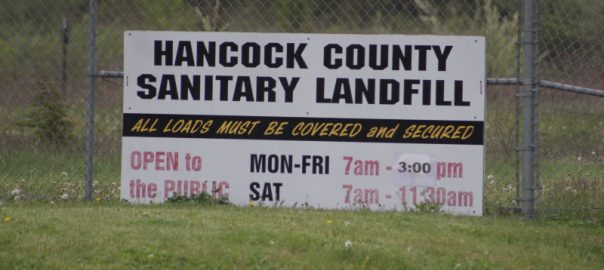 HANCOCK COUNTY
SANITARY LANDFILL
ALL LOADS MUST BE COVERED and SECURED
OPEN to MON-FRI 7am - 3:00 pm
the PUBLIC SAT 7am - 11:30am